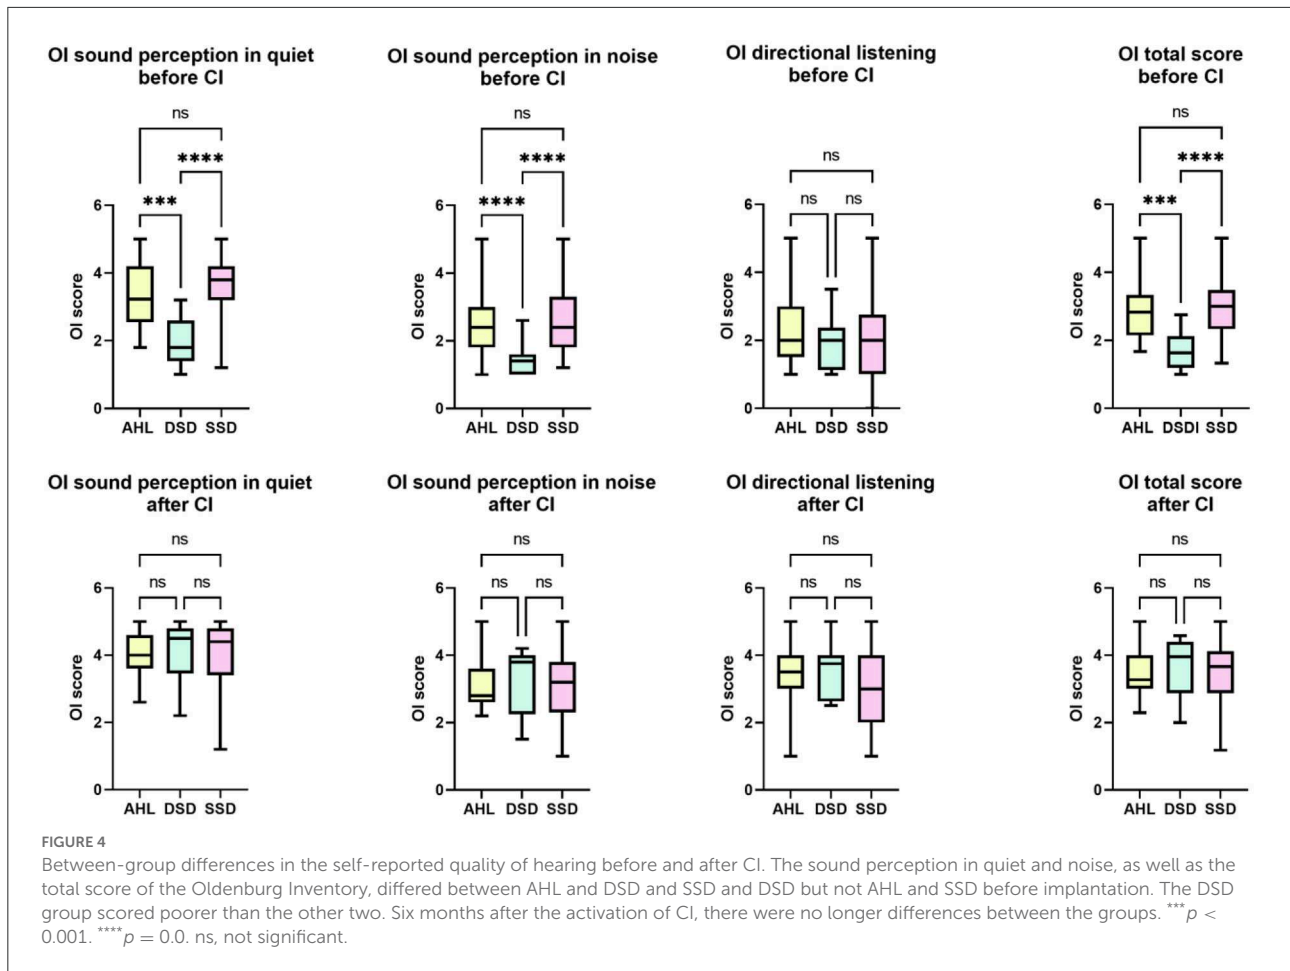 OI sound perception in quiet
before CI
ns
****
***
6
4
2
0
OI score
AHL DSD SSD
OI sound perception in noise
before CI
ns
****
****
6
4
2
0
OI score
AHL DSD SSD
OI directional listening
before CI
ns
ns ns
6
4
2
0
OI score
AHL DSD SSD
OI total score
before CI
ns
****
***
6
4
2
0
OI score
AHL DSDI SSD
OI sound perception in quiet
after CI
ns
ns ns
6
4
2
0
OI score
AHL DSD SSD
OI sound perception in noise
after CI
ns
ns ns
6
4
2
0
OI score
AHL DSD SSD
OI directional listening
after CI
ns
ns ns
6
4
2
0
OI score
AHL DSD SSD
OI total score
after CI
ns
ns ns
6
4
2
0
OI score
AHL DSD SSD
FIGURE 4
Between-group differences in the self-reported quality of hearing before and after CI. The sound perception in quiet and noise, as well as the
total score of the Oldenburg Inventory, differed between AHL and DSD and SSD and DSD but not AHL and SSD before implantation. The DSD
group scored poorer than the other two. Six months after the activation of CI, there were no longer differences between the groups. ***p <
0.001. ****p = 0.0. ns, not significant.